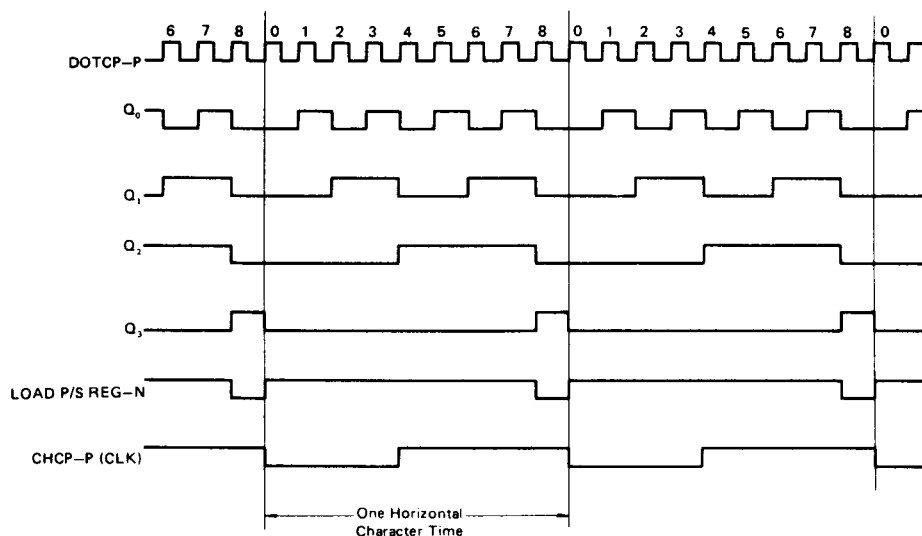 6 7 8 0 1 2 3 4 5 6 7 8 0 1 2 3 4 5 6 7 8 0
DOTCP–P
Q₀
Q₁
Q₂
Q₃
LOAD P/S REG–N
CHCP–P (CLK)
One Horizontal
Character Time